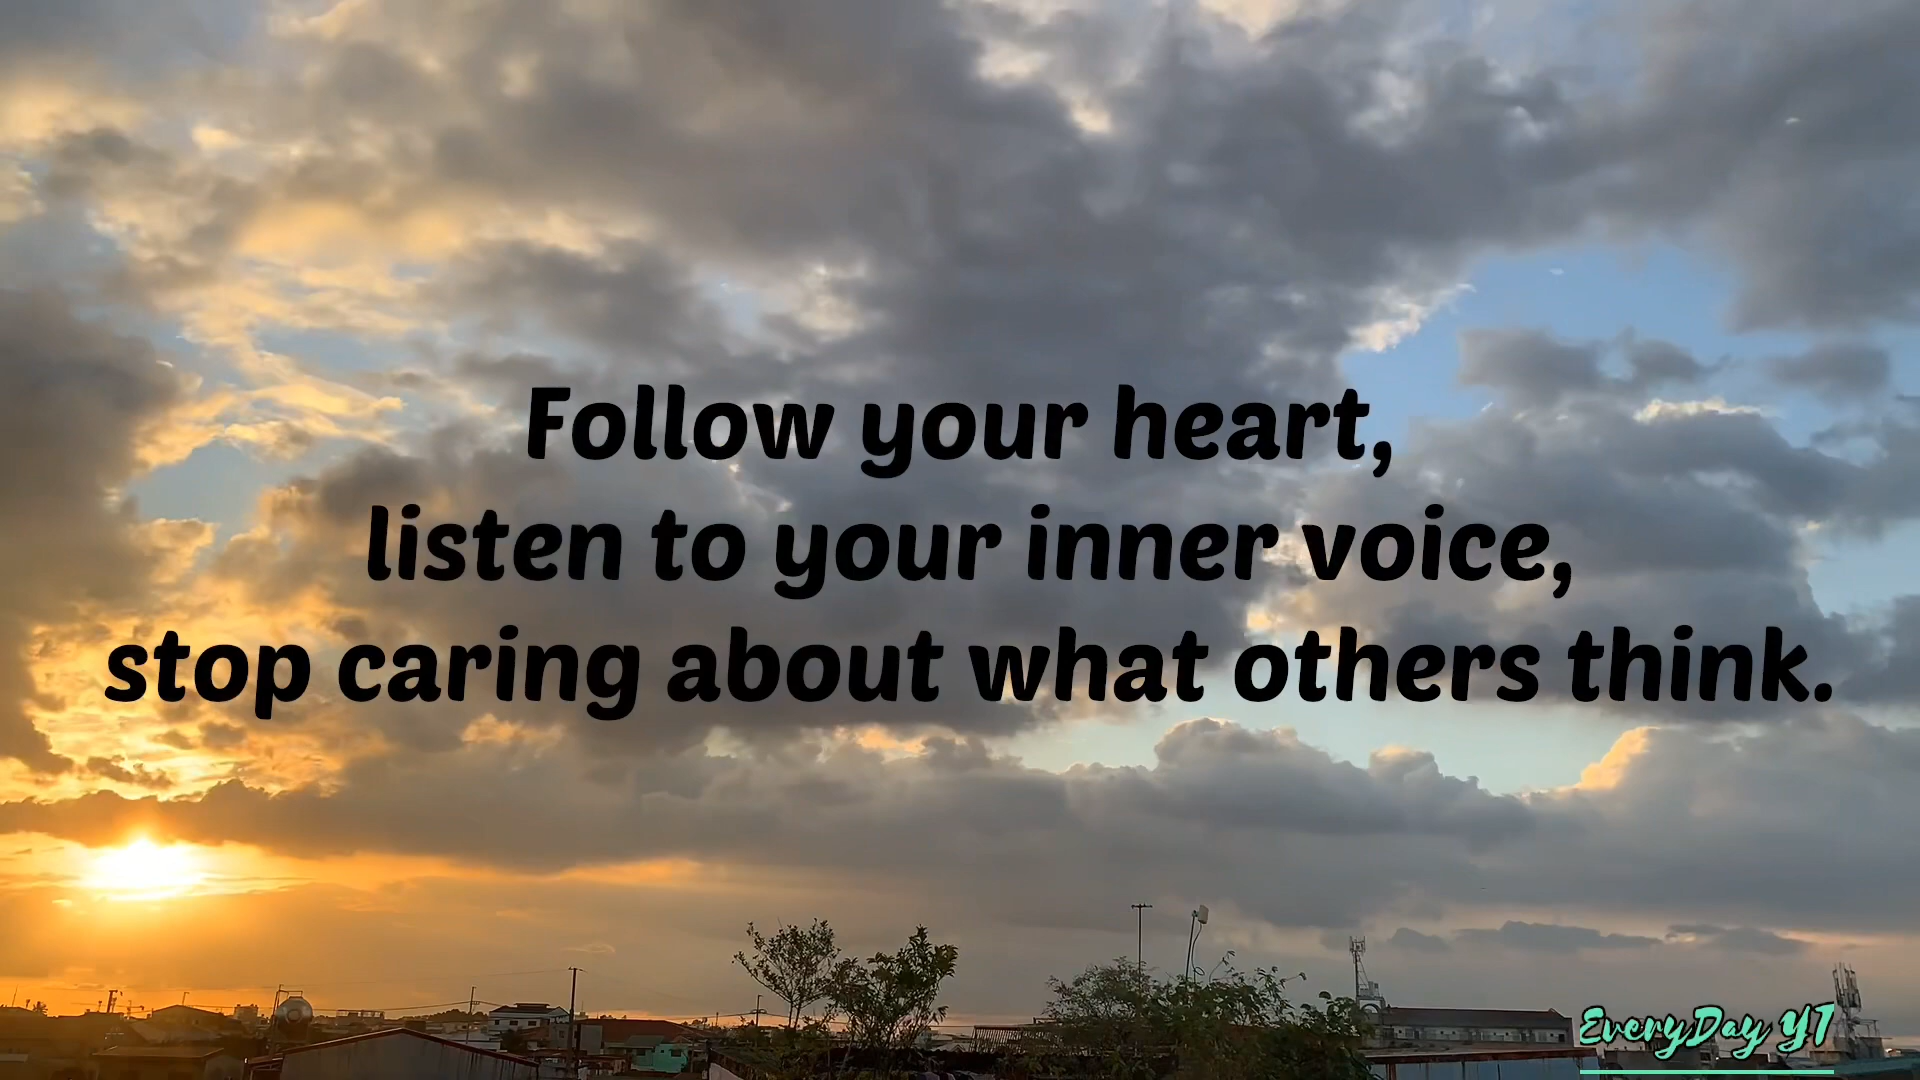 Follow your heart,
listen to your inner voice,
stop caring about what others think.
EveryDay YT